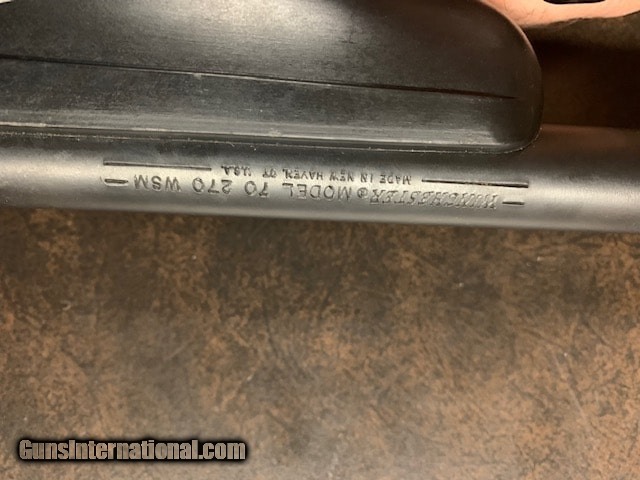 WINCHESTER ® MODEL 70 270 WSM
MADE IN NEW HAVEN, CT U.S.A.
GunsInternational.com